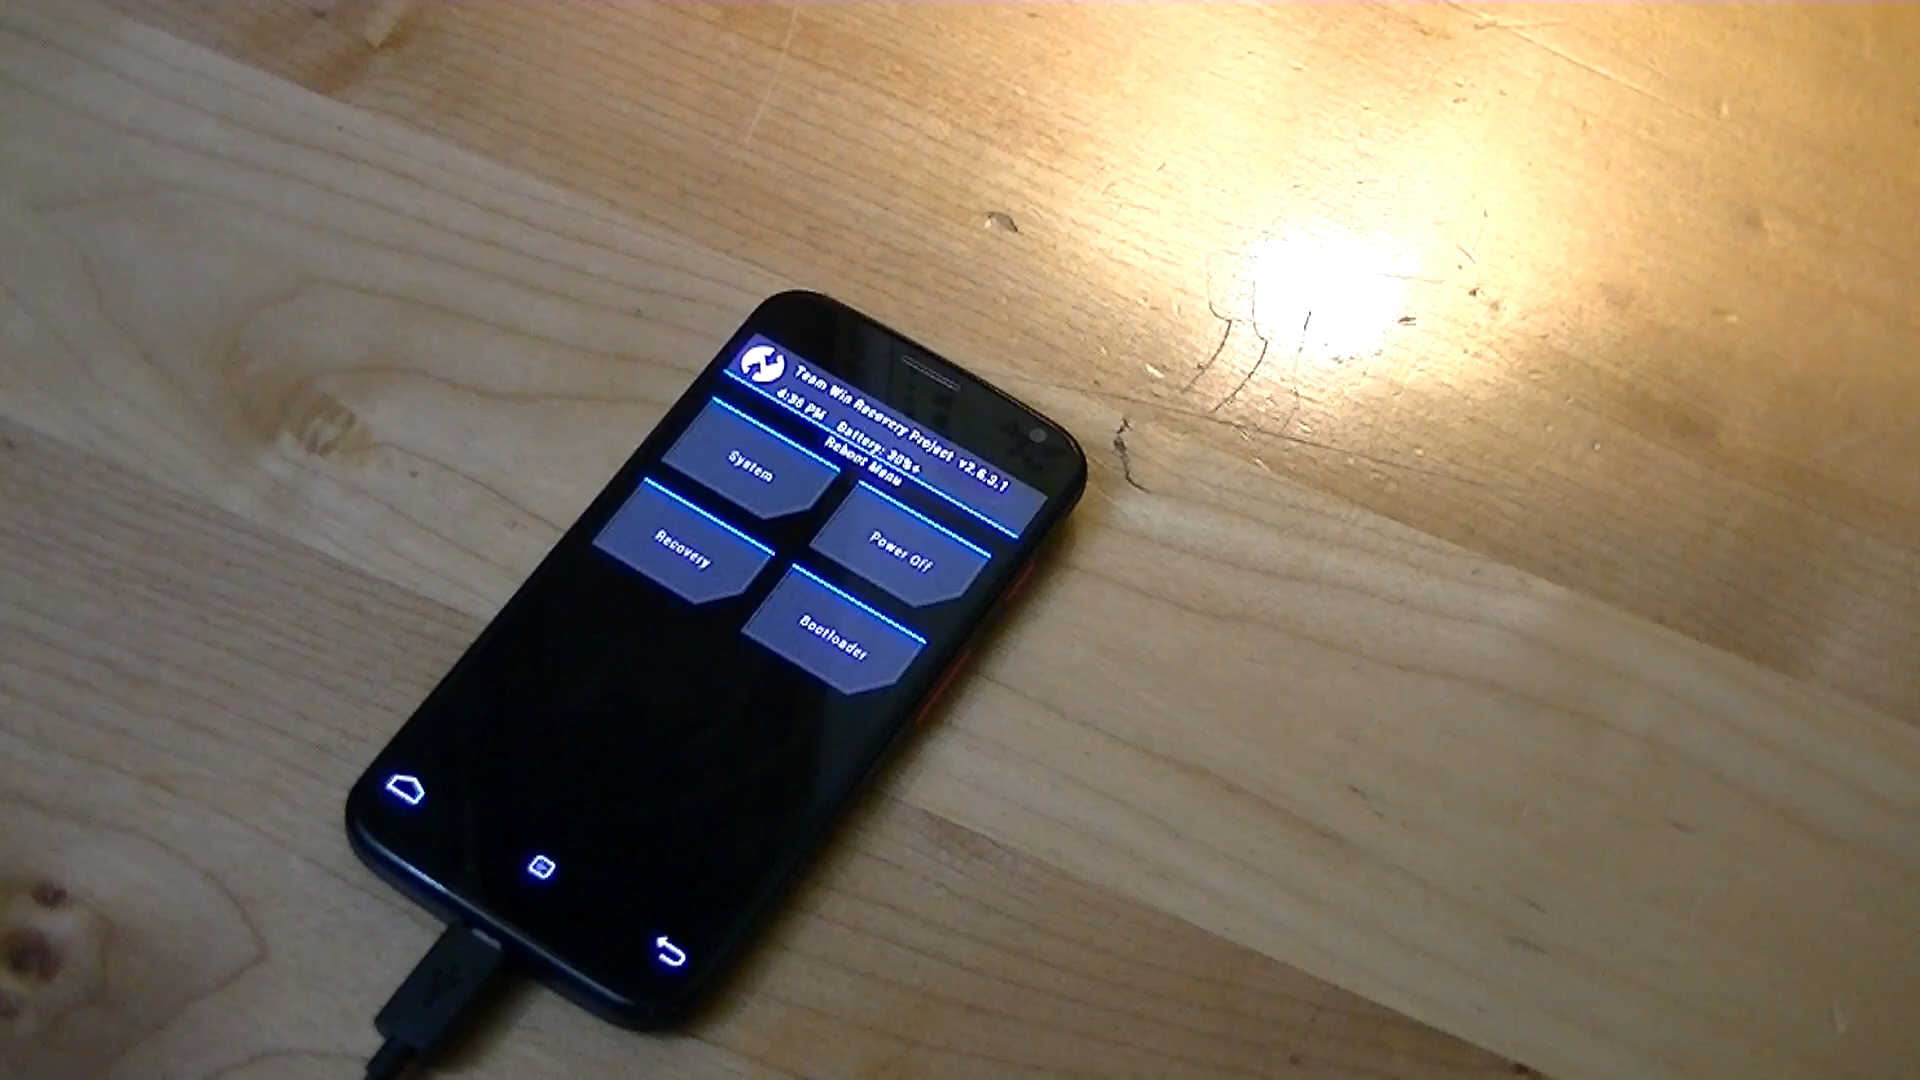 Team Win Recovery Project v2.6.3.1
4:36 PM Battery: 30%+
Reboot Menu
System
Power Off
Recovery
Bootloader